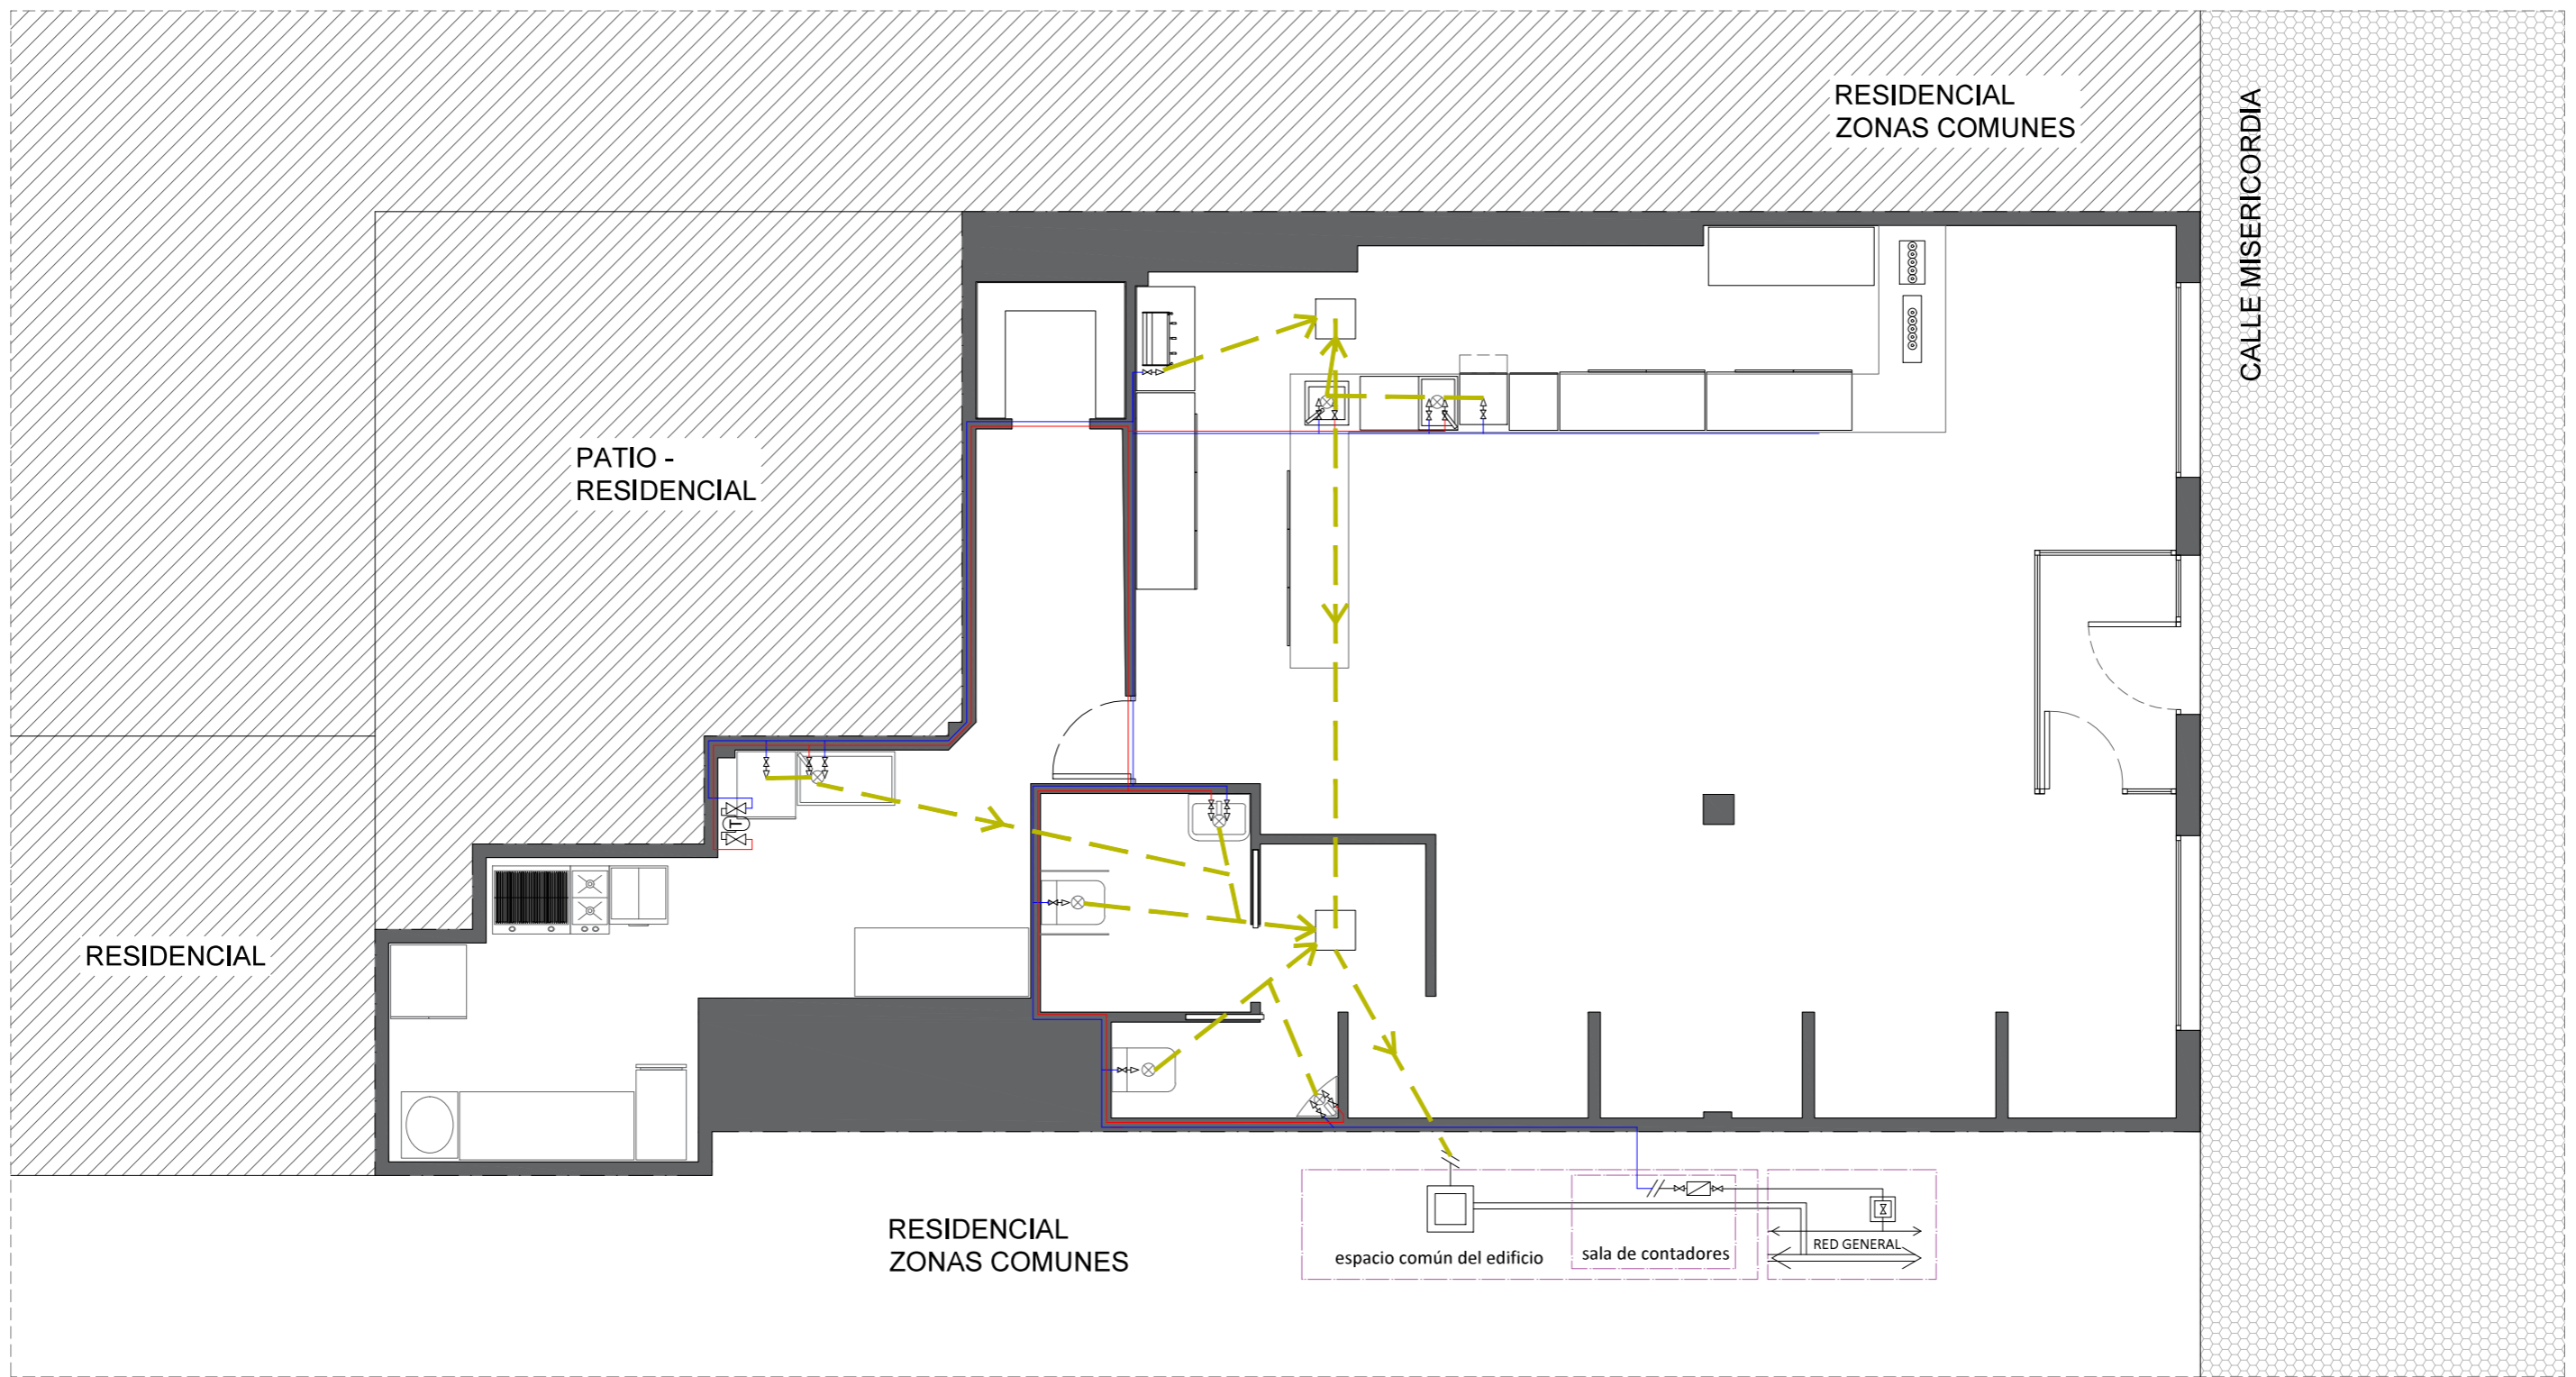 RESIDENCIAL
ZONAS COMUNES
CALLE MISERICORDIA
PATIO -
RESIDENCIAL
T
RESIDENCIAL
RESIDENCIAL
ZONAS COMUNES
espacio común del edificio
sala de contadores
RED GENERAL